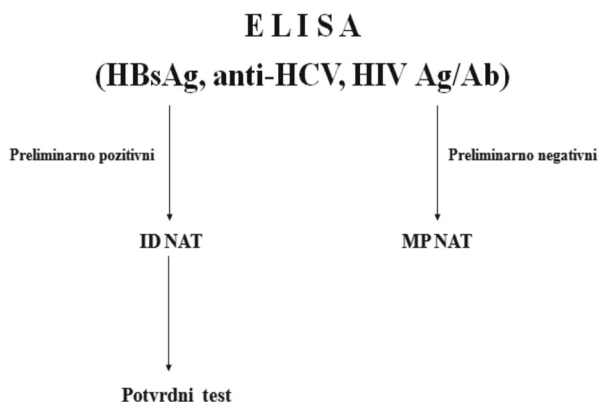 E L I S A
(HBsAg, anti-HCV, HIV Ag/Ab)
Preliminarno pozitivni
Preliminarno negativni
ID NAT
MP NAT
Potvrdni test